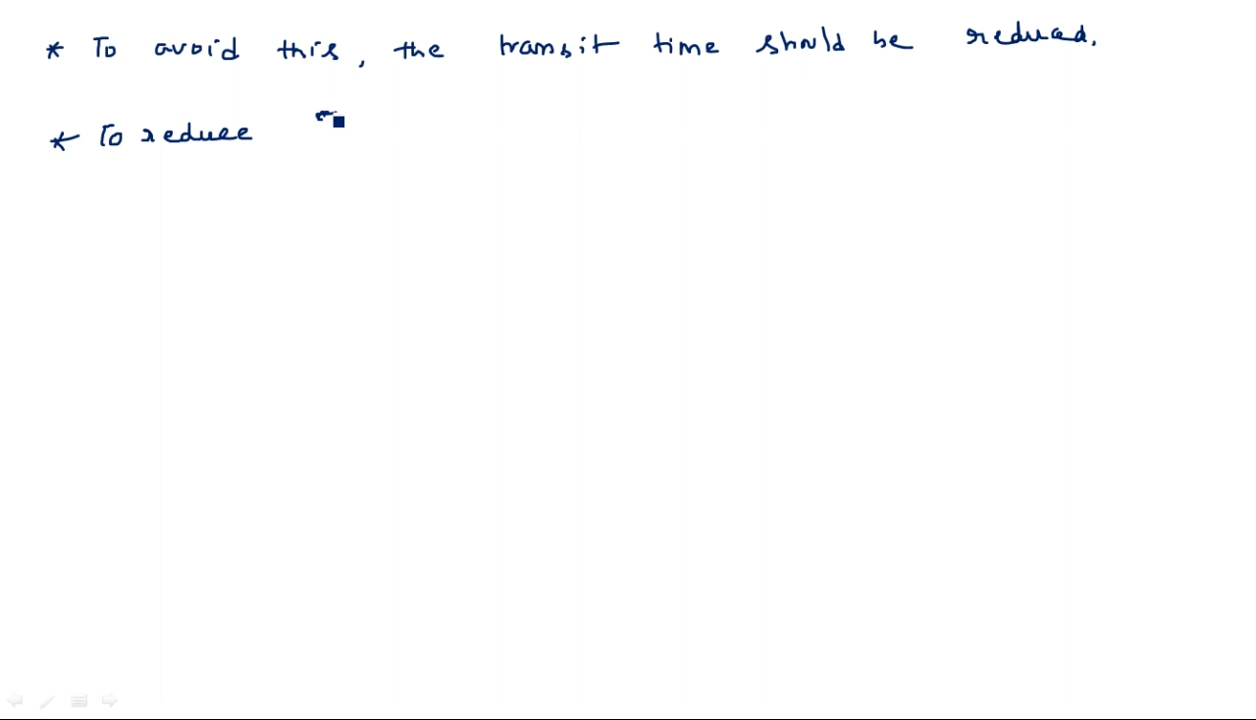 * To avoid this, the transit time should be reduced.
* To reduce